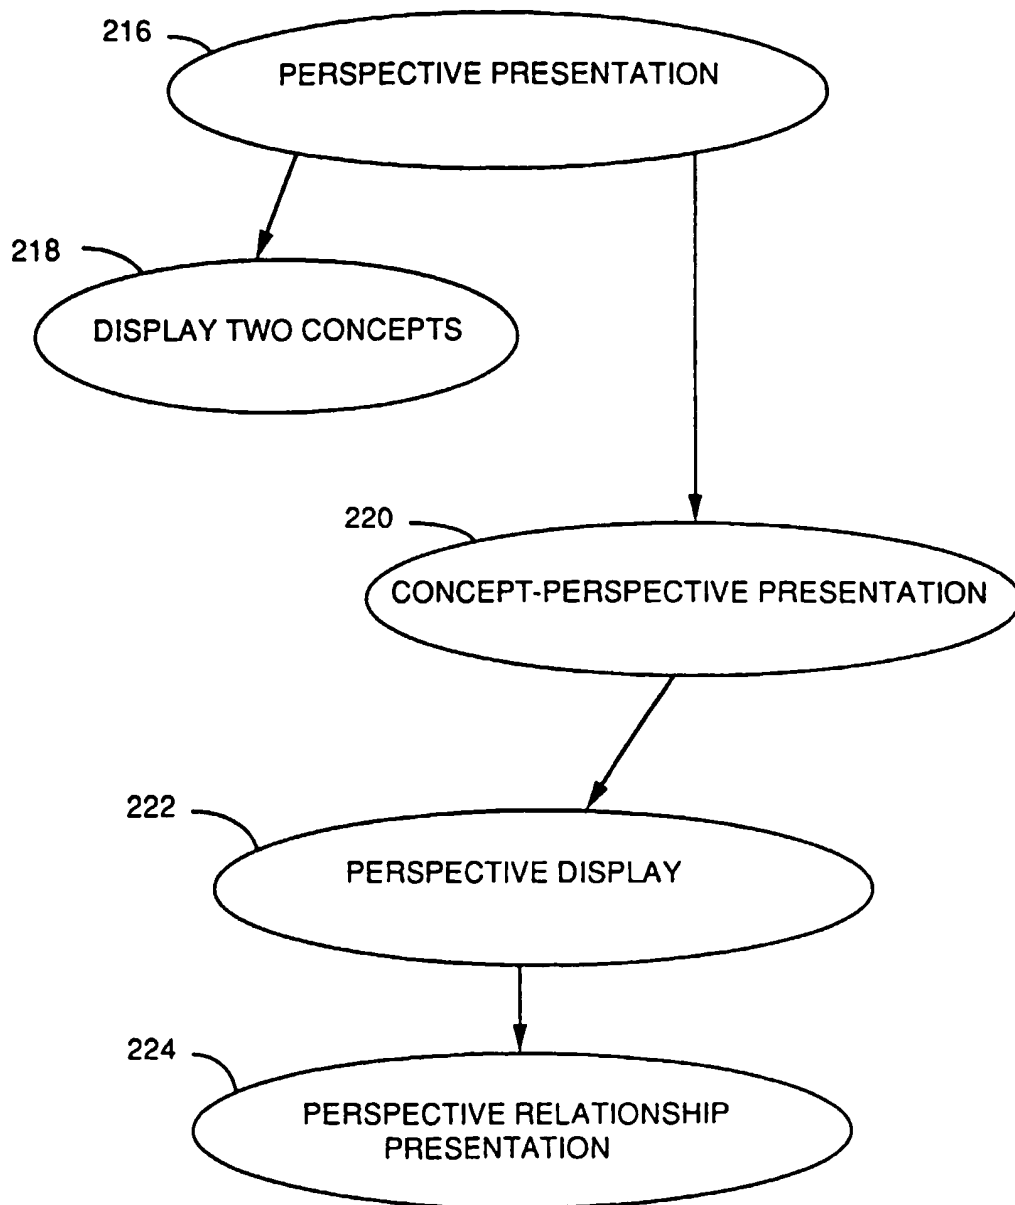 216
PERSPECTIVE PRESENTATION
218
DISPLAY TWO CONCEPTS
220
CONCEPT-PERSPECTIVE PRESENTATION
222
PERSPECTIVE DISPLAY
224
PERSPECTIVE RELATIONSHIP
PRESENTATION